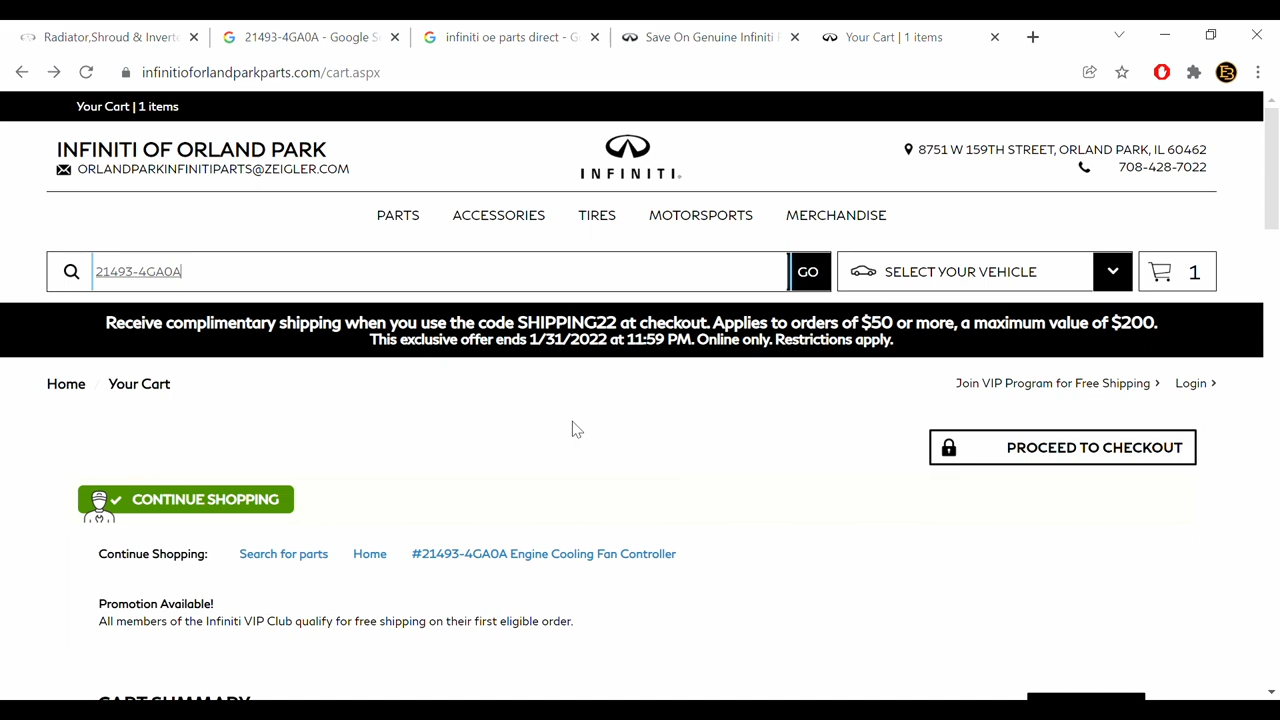 Radiator,Shroud & Inverte
21493-4GA0A - Google S
infiniti oe parts direct - G
Save On Genuine Infiniti
Your Cart | 1 items
infinitioforlandparkparts.com/cart.aspx
Your Cart | 1 items
INFINITI OF ORLAND PARK
ORLANDPARKINFINITIPARTS@ZEIGLER.COM
INFINITI
8751 W 159TH STREET, ORLAND PARK, IL 60462
708-428-7022
PARTS ACCESSORIES TIRES MOTORSPORTS MERCHANDISE
21493-4GA0A
GO
SELECT YOUR VEHICLE
1
Receive complimentary shipping when you use the code SHIPPING22 at checkout. Applies to orders of $50 or more, a maximum value of $200.
This exclusive offer ends 1/31/2022 at 11:59 PM. Online only. Restrictions apply.
Home / Your Cart
Join VIP Program for Free Shipping › Login ›
PROCEED TO CHECKOUT
CONTINUE SHOPPING
Continue Shopping: Search for parts Home #21493-4GA0A Engine Cooling Fan Controller
Promotion Available!
All members of the Infiniti VIP Club qualify for free shipping on their first eligible order.
CART SUMMARY